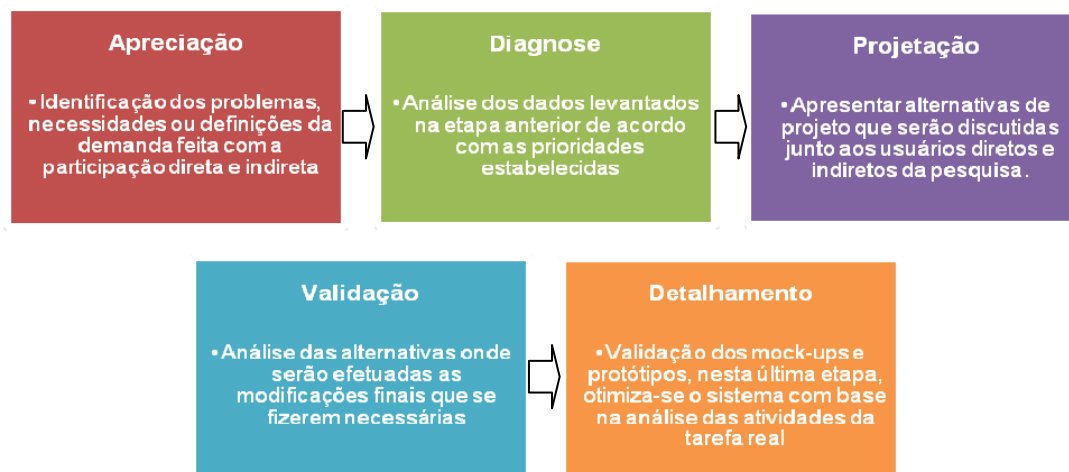 Apreciação
▪ Identificação dos problemas,
necessidades ou definições da
demanda feita com a
participação direta e indireta
Diagnose
▪ Análise dos dados levantados
na etapa anterior de acordo
com as prioridades
estabelecidas
Projetação
▪ Apresentar alternativas de
projeto que serão discutidas
junto aos usuários diretos e
indiretos da pesquisa.
Validação
▪ Análise das alternativas onde
serão efetuadas as
modificações finais que se
fizerem necessárias
Detalhamento
▪ Validação dos mock-ups e
protótipos, nesta última etapa,
otimiza-se o sistema com base
na análise das atividades da
tarefa real